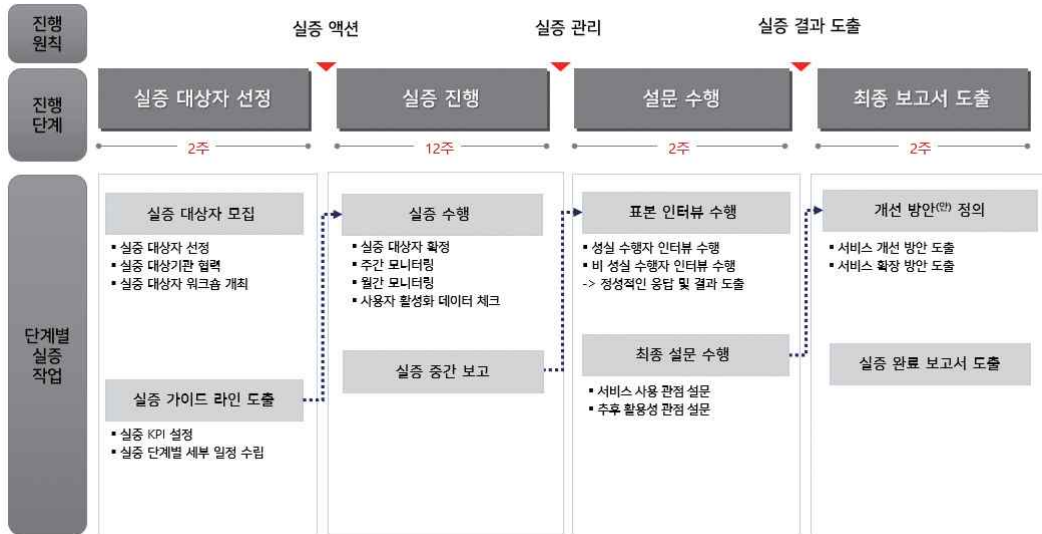 진행
원칙
실증 액션
실증 관리
실증 결과 도출
진행
단계
실증 대상자 선정
실증 진행
설문 수행
최종 보고서 도출
2주
12주
2주
2주
단계별
실증
작업
실증 대상자 모집
▪ 실증 대상자 선정
▪ 실증 대상기관 협력
▪ 실증 대상자 워크숍 개최
실증 가이드 라인 도출
▪ 실증 KPI 설정
▪ 실증 단계별 세부 일정 수립
실증 수행
▪ 실증 대상자 확정
▪ 주간 모니터링
▪ 월간 모니터링
▪ 사용자 활성화 데이터 체크
실증 중간 보고
표본 인터뷰 수행
▪ 성실 수행자 인터뷰 수행
▪ 비 성실 수행자 인터뷰 수행
-> 정성적인 응답 및 결과 도출
최종 설문 수행
▪ 서비스 사용 관점 설문
▪ 추후 활용성 관점 설문
개선 방안(안) 정의
▪ 서비스 개선 방안 도출
▪ 서비스 확장 방안 도출
실증 완료 보고서 도출